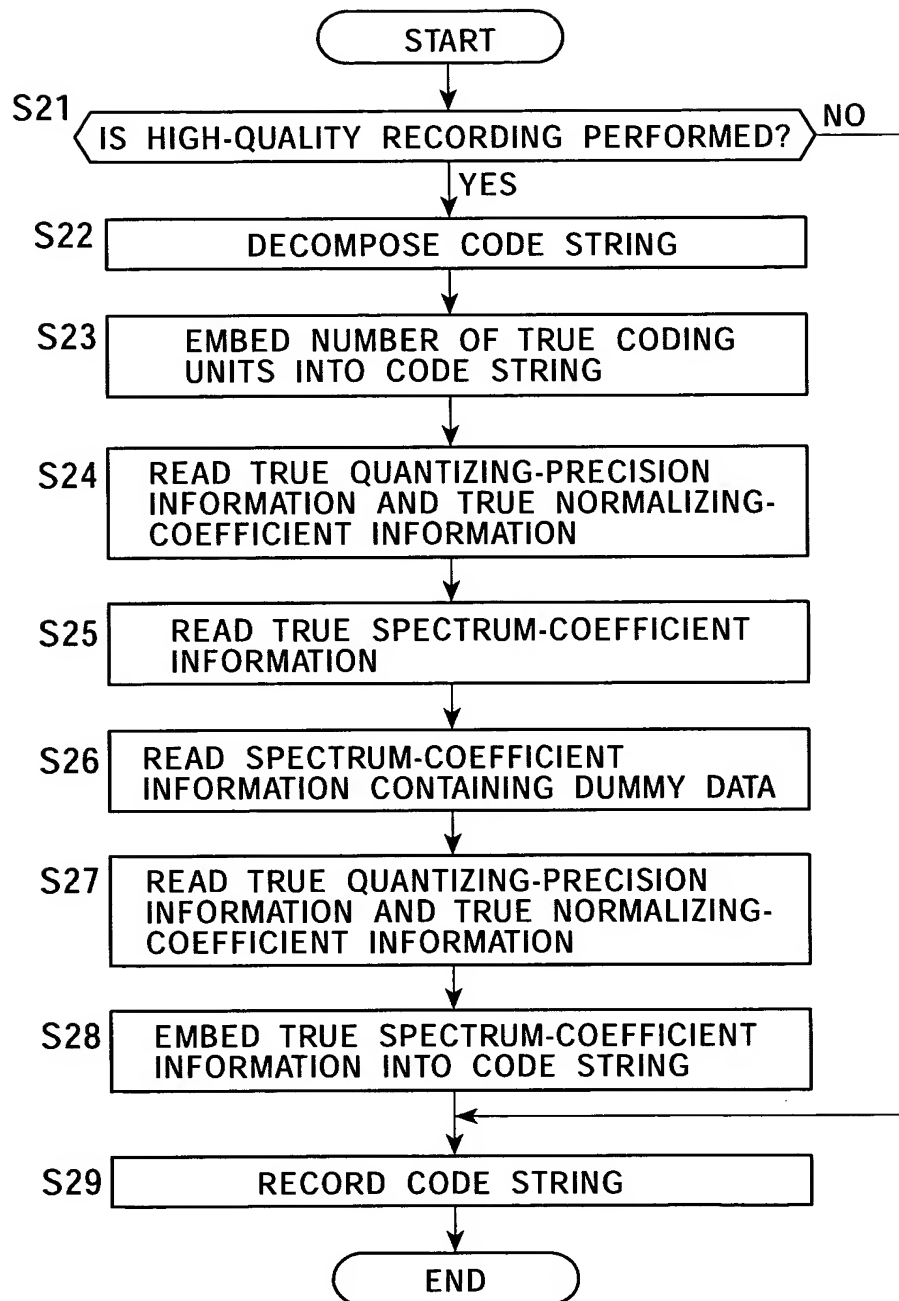 START
S21
IS HIGH-QUALITY RECORDING PERFORMED?
NO
YES
S22
DECOMPOSE CODE STRING
S23
EMBED NUMBER OF TRUE CODING
UNITS INTO CODE STRING
S24
READ TRUE QUANTIZING-PRECISION
INFORMATION AND TRUE NORMALIZING-
COEFFICIENT INFORMATION
S25
READ TRUE SPECTRUM-COEFFICIENT
INFORMATION
S26
READ SPECTRUM-COEFFICIENT
INFORMATION CONTAINING DUMMY DATA
S27
READ TRUE QUANTIZING-PRECISION
INFORMATION AND TRUE NORMALIZING-
COEFFICIENT INFORMATION
S28
EMBED TRUE SPECTRUM-COEFFICIENT
INFORMATION INTO CODE STRING
S29
RECORD CODE STRING
END